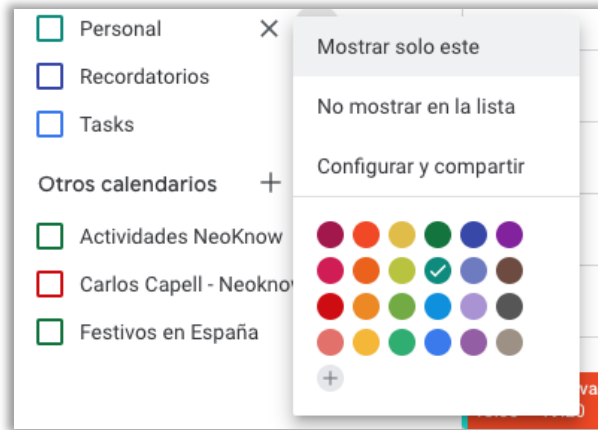 Personal
Recordatorios
Tasks
Otros calendarios
Actividades NeoKnow
Carlos Capell -
Festivos en España
Mostrar solo este
No mostrar en la lista
Configurar y compartir